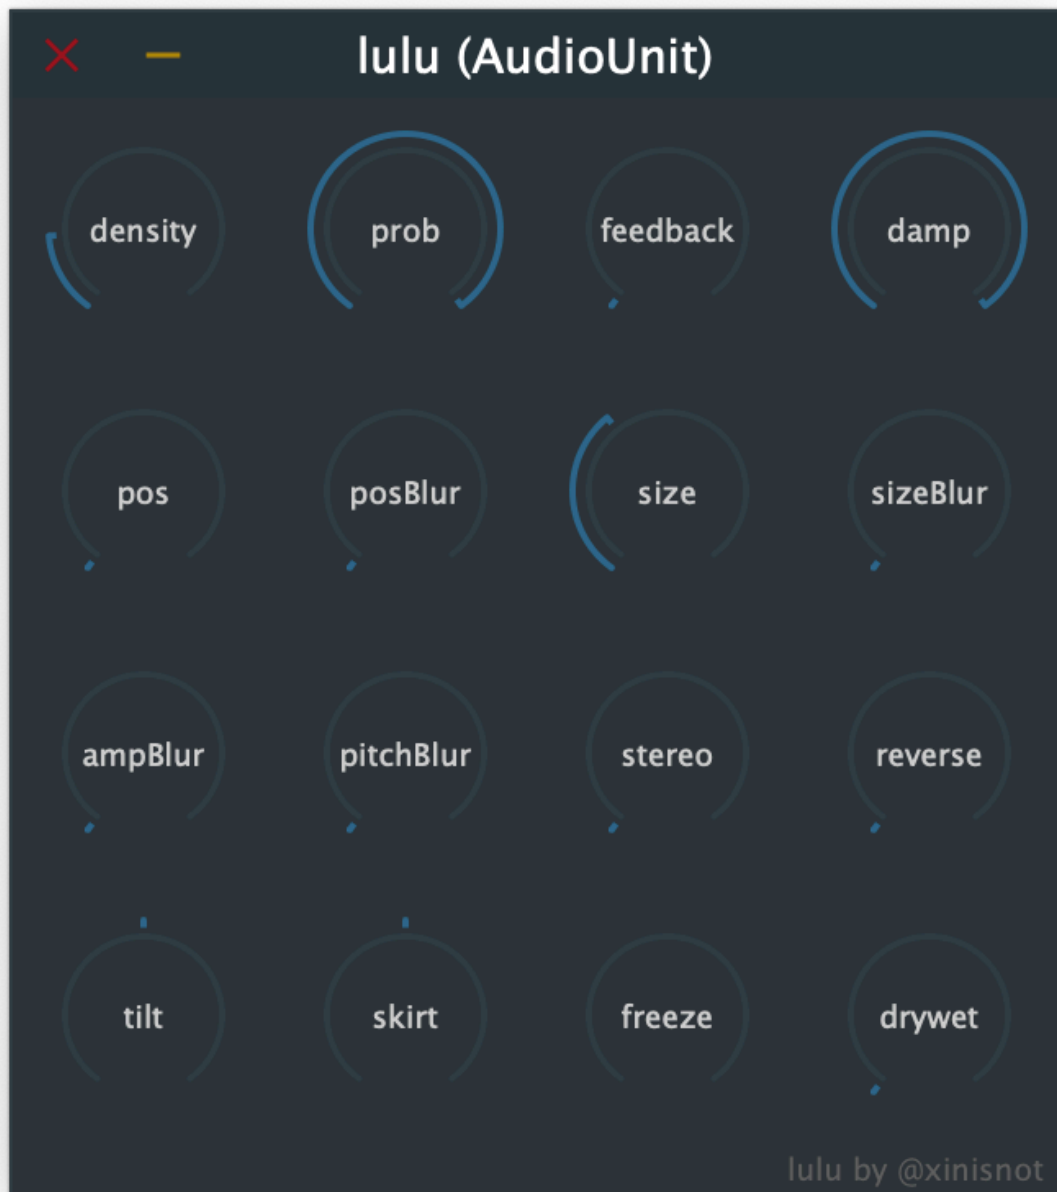 lulu (AudioUnit)
density prob feedback damp
pos posBlur size sizeBlur
ampBlur pitchBlur stereo reverse
tilt skirt freeze drywet
lulu by @xinisnot